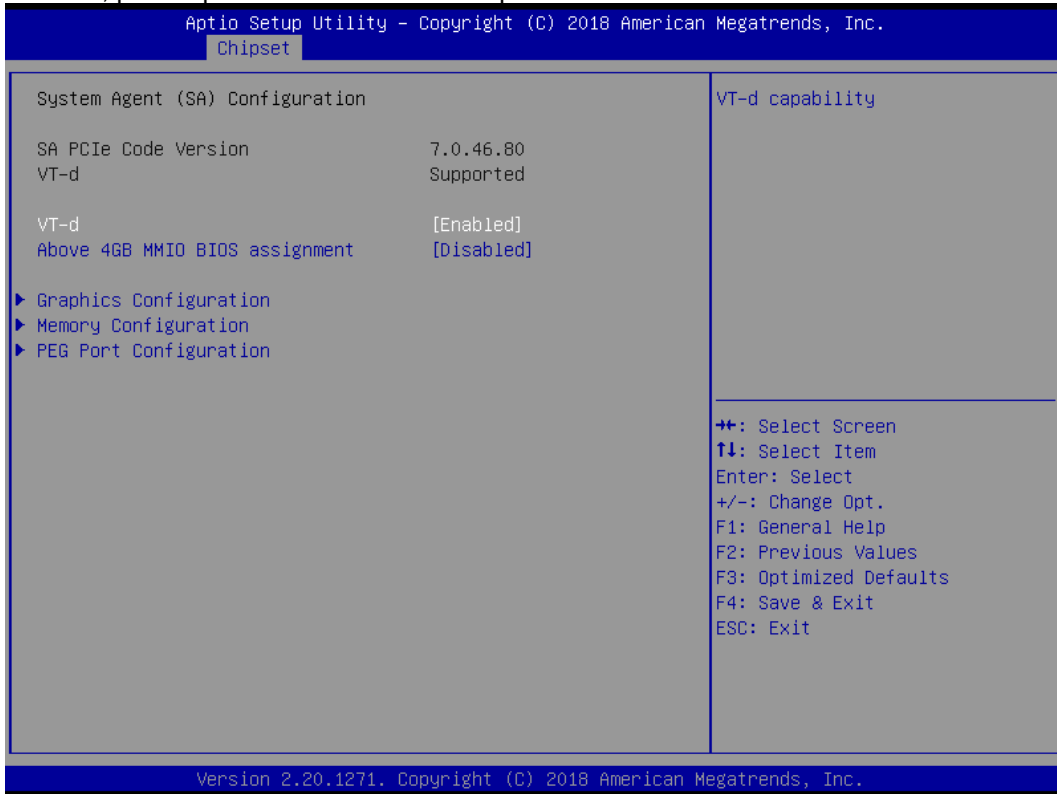 Aptio Setup Utility – Copyright (C) 2018 American Megatrends, Inc.
Chipset
System Agent (SA) Configuration
SA PCIe Code Version 7.0.46.80
VT-d Supported
VT-d [Enabled]
Above 4GB MMIO BIOS assignment [Disabled]
Graphics Configuration
Memory Configuration
PEG Port Configuration
VT-d capability
→←: Select Screen
↑↓: Select Item
Enter: Select
+/-: Change Opt.
F1: General Help
F2: Previous Values
F3: Optimized Defaults
F4: Save & Exit
ESC: Exit
Version 2.20.1271. Copyright (C) 2018 American Megatrends, Inc.